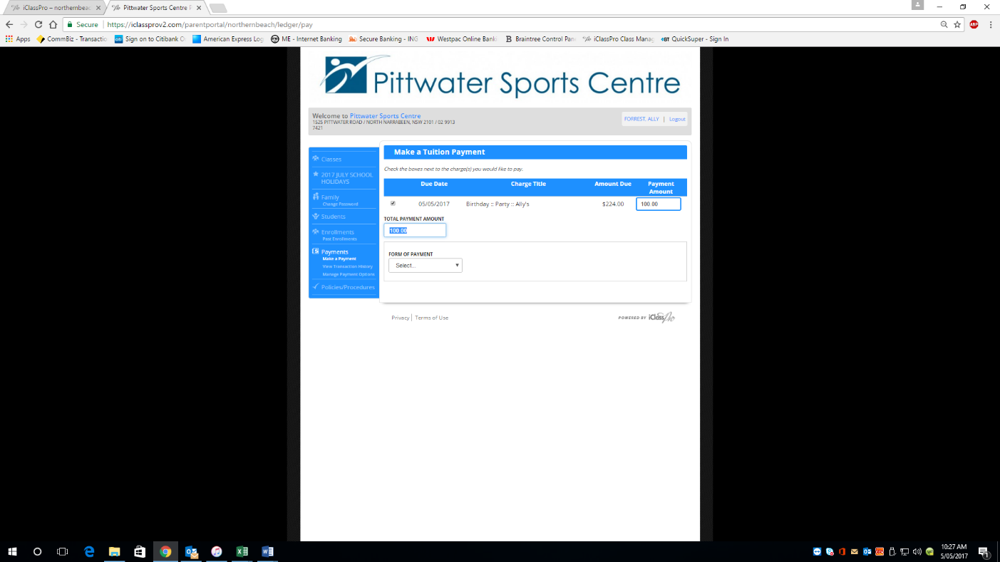 iClassPro – northernbeac
Pittwater Sports Centre P
Secure
https://iclassprov2.com/parentportal/northernbeach/ledger/pay
ABP
Apps
CommBiz - Transactio
citi
Sign on to Citibank O
American Express Log
me
ME - Internet Banking
Secure Banking - ING
Westpac Online Banki
B
Braintree Control Pan
iClassPro Class Manag
BT
QuickSuper - Sign In
Pittwater Sports Centre
Welcome to Pittwater Sports Centre
1525 PITTWATER ROAD / NORTH NARRABEEN, NSW 2101 / 02 9913
7421
FORREST, ALLY | Logout
Classes
2017 JULY SCHOOL
HOLIDAYS
Family
Change Password
Students
Enrollments
Past Enrollments
Payments
Make a Payment
View Transaction History
Manage Payment Options
Policies/Procedures
Make a Tuition Payment
Check the boxes next to the charge(s) you would like to pay.
Due Date Charge Title Amount Due Payment
Amount
05/05/2017 Birthday :: Party :: Ally's $224.00 100.00
TOTAL PAYMENT AMOUNT
100.00
FORM OF PAYMENT
Select...
Privacy | Terms of Use
POWERED BY iClassPro
10:27 AM
5/05/2017
1